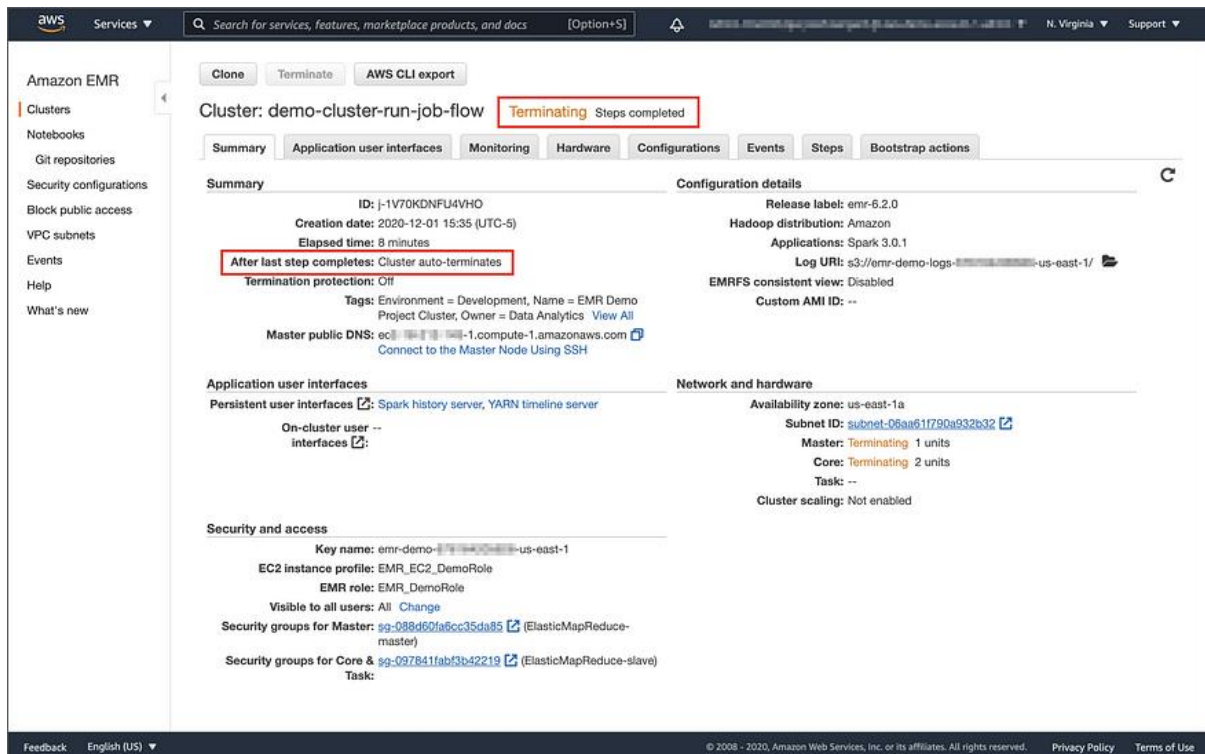 aws
Services
Search for services, features, marketplace products, and docs [Option+S]
N. Virginia
Support
Amazon EMR
Clusters
Notebooks
Git repositories
Security configurations
Block public access
VPC subnets
Events
Help
What's new
Clone
Terminate
AWS CLI export
Cluster: demo-cluster-run-job-flow Terminating Steps completed
Summary
Application user interfaces
Monitoring
Hardware
Configurations
Events
Steps
Bootstrap actions
Summary
ID: j-1V70KDNFU4VHO
Creation date: 2020-12-01 15:35 (UTC-5)
Elapsed time: 8 minutes
After last step completes: Cluster auto-terminates
Termination protection: Off
Tags: Environment = Development, Name = EMR Demo
Project Cluster, Owner = Data Analytics View All
Master public DNS: ec -1.compute-1.amazonaws.com
Connect to the Master Node Using SSH
Configuration details
Release label: emr-6.2.0
Hadoop distribution: Amazon
Applications: Spark 3.0.1
Log URI: s3://emr-demo-logs- -us-east-1/
EMRFS consistent view: Disabled
Custom AMI ID: --
Application user interfaces
Persistent user interfaces : Spark history server, YARN timeline server
On-cluster user --
interfaces :
Network and hardware
Availability zone: us-east-1a
Subnet ID: subnet-06aa61f790a932b32
Master: Terminating 1 units
Core: Terminating 2 units
Task: --
Cluster scaling: Not enabled
Security and access
Key name: emr-demo- -us-east-1
EC2 instance profile: EMR_EC2_DemoRole
EMR role: EMR_DemoRole
Visible to all users: All Change
Security groups for Master: sg-088d60fa6cc35da85 (ElasticMapReduce-
master)
Security groups for Core & sg-097841fabf3b42219 (ElasticMapReduce-slave)
Task:
Feedback
English (US)
© 2008 - 2020, Amazon Web Services, Inc. or its affiliates. All rights reserved.
Privacy Policy
Terms of Use